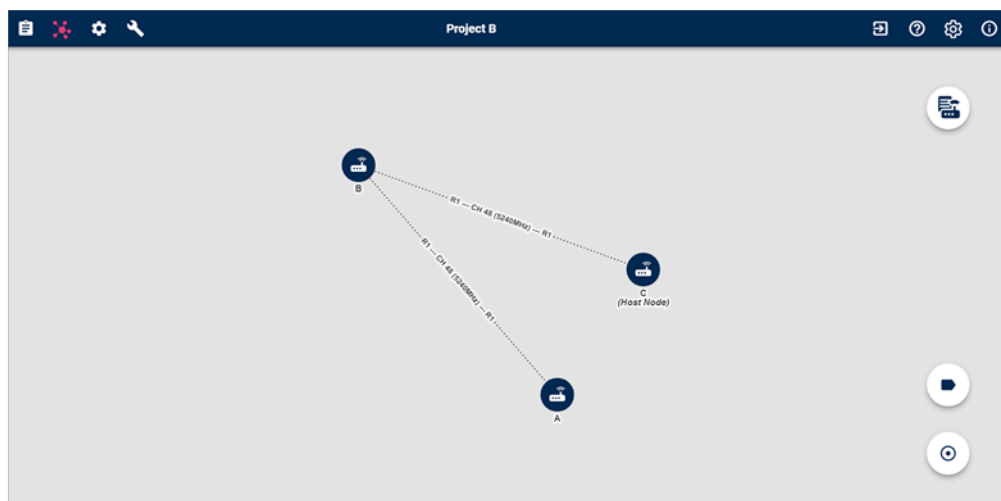 Project B
B
R1 — CH 48 (5240MHz) — R1
R1 — CH 48 (5240MHz) — R1
C
(Host Node)
A